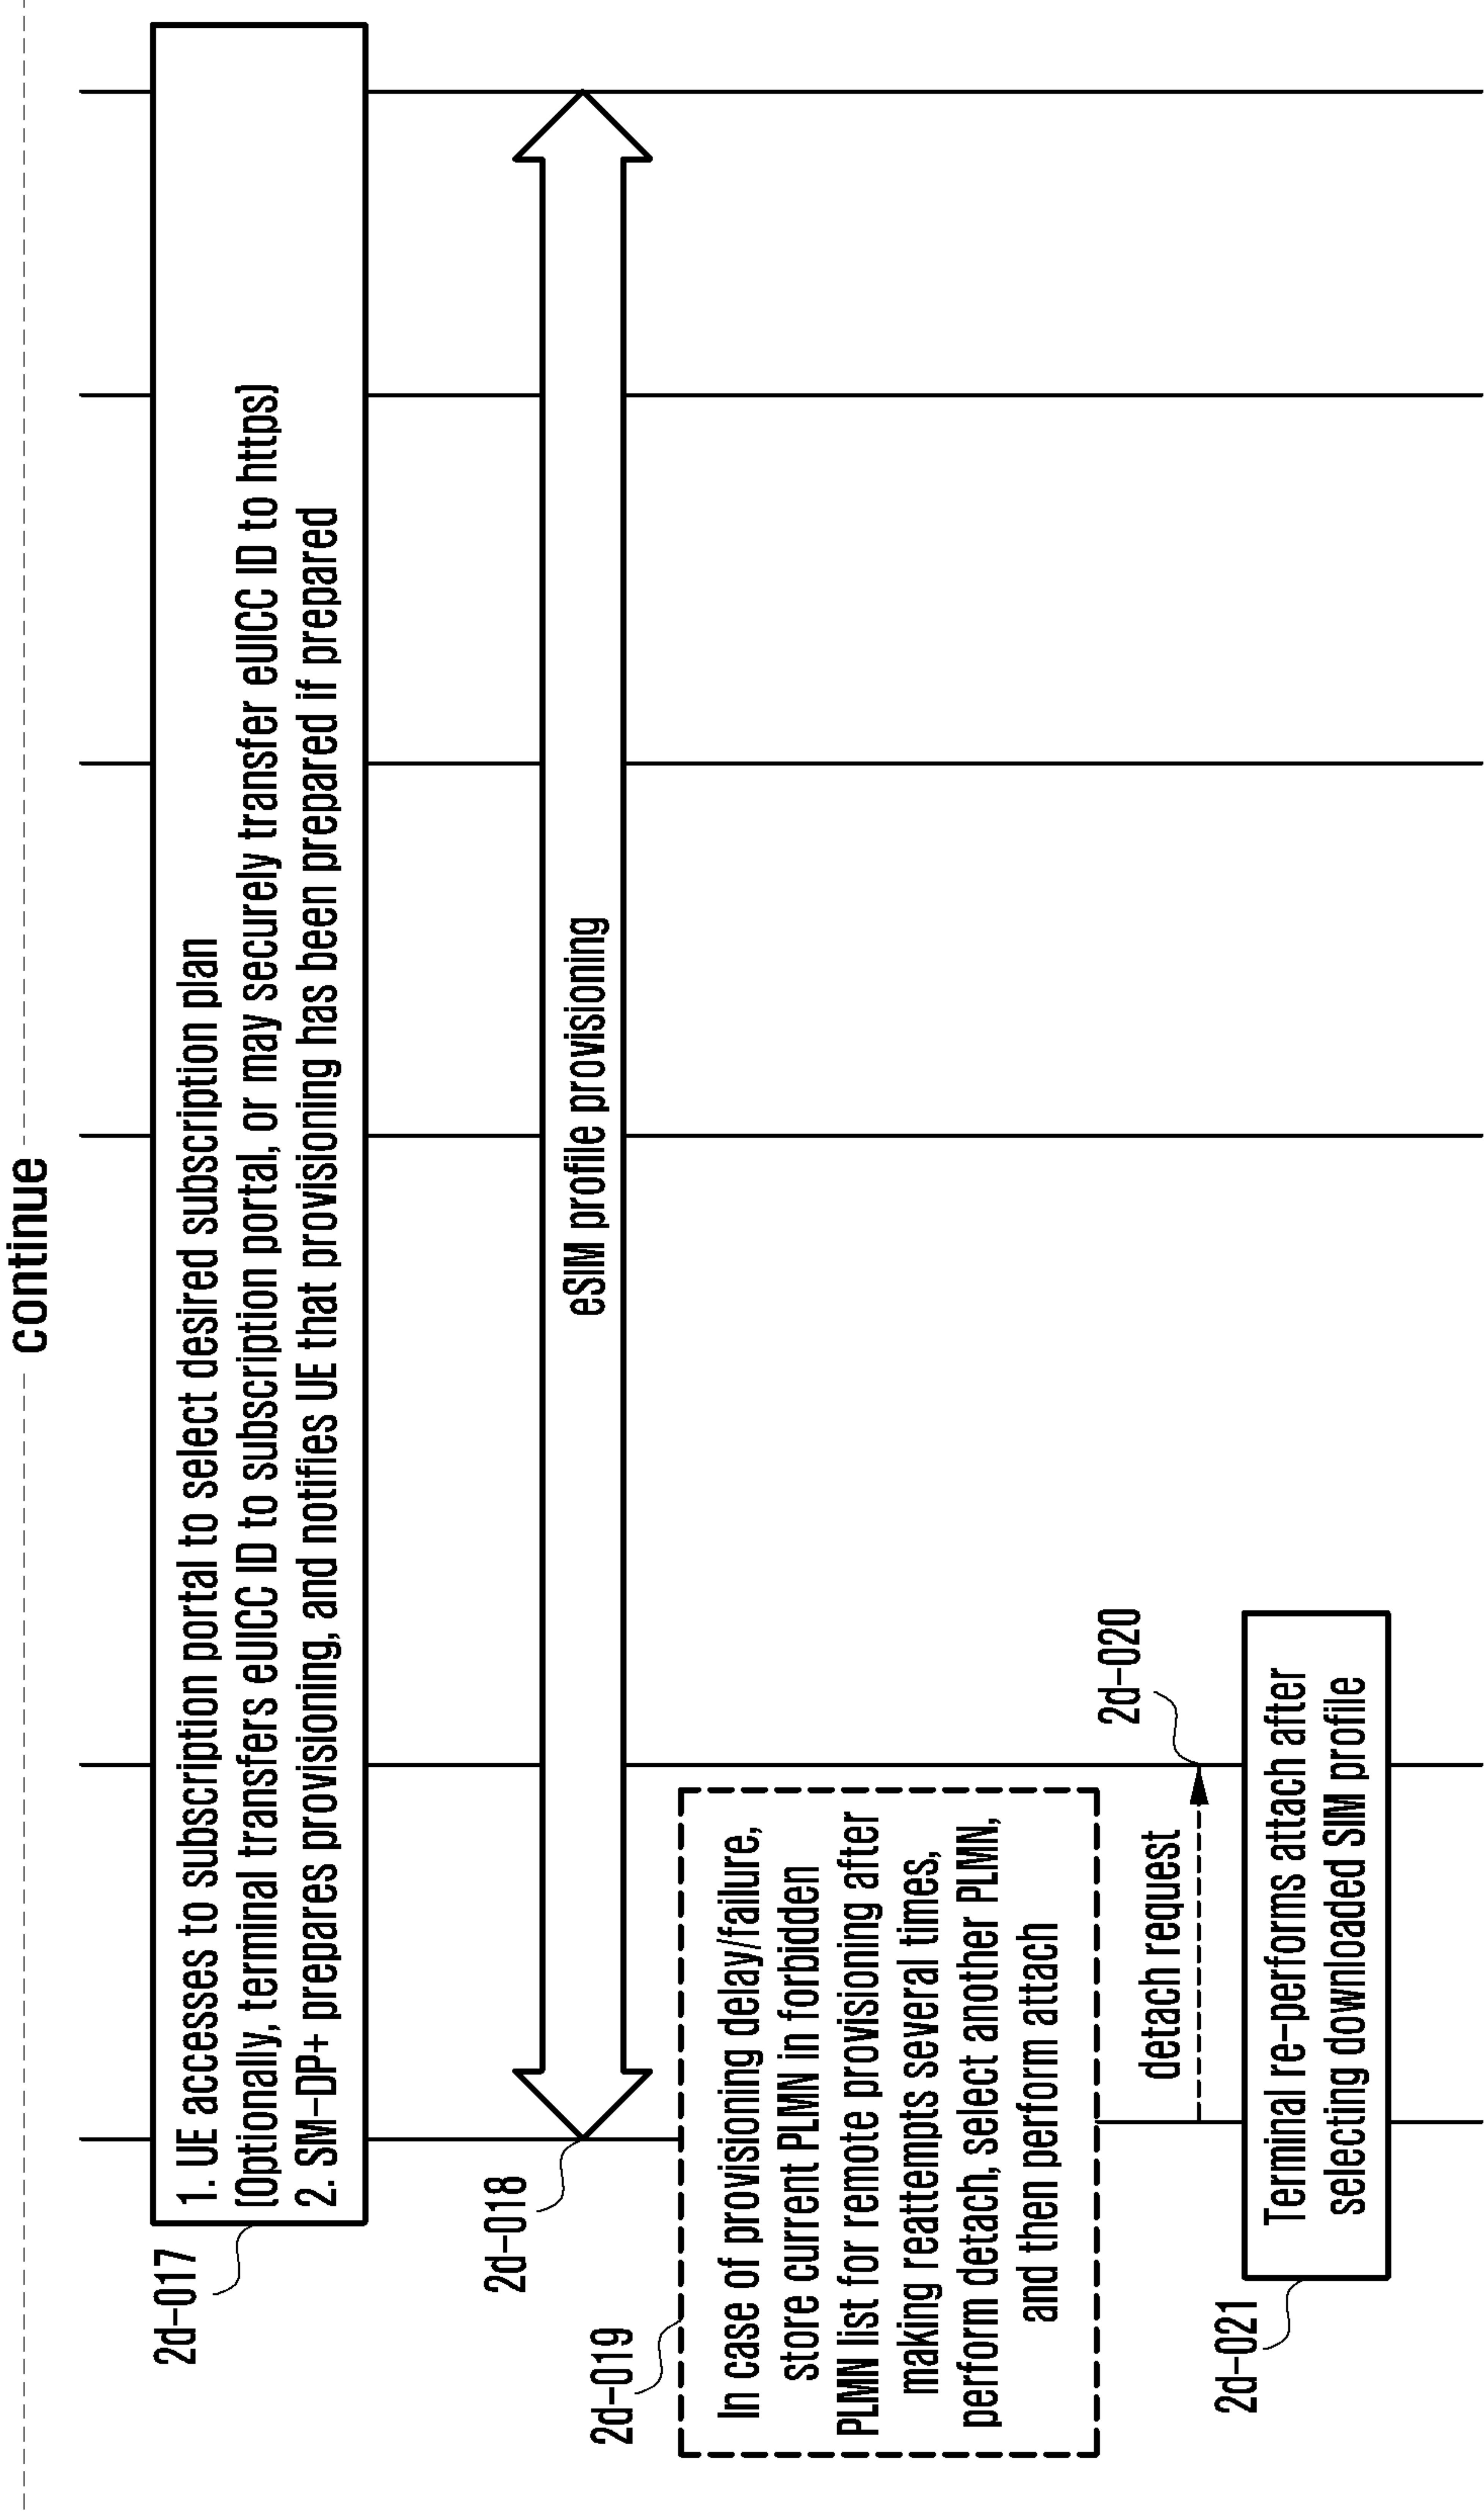 continue
2d-017
1. UE accesses to subscription portal to select desired subscription plan
(Optionally, terminal transfers eUICC ID to subscription portal, or may securely transfer eUICC ID to https)
2. SM-DP+ prepares provisioning, and notifies UE that provisioning has been prepared if prepared
2d-018
eSIM profile provisioning
2d-019
In case of provisioning delay/failure,
store current PLMN in forbidden
PLMN list for remote provisioning after
making reattempts several times,
perform detach, select another PLMN,
and then perform attach
2d-020
detach request
2d-021
Terminal re-performs attach after
selecting downloaded SIM profile